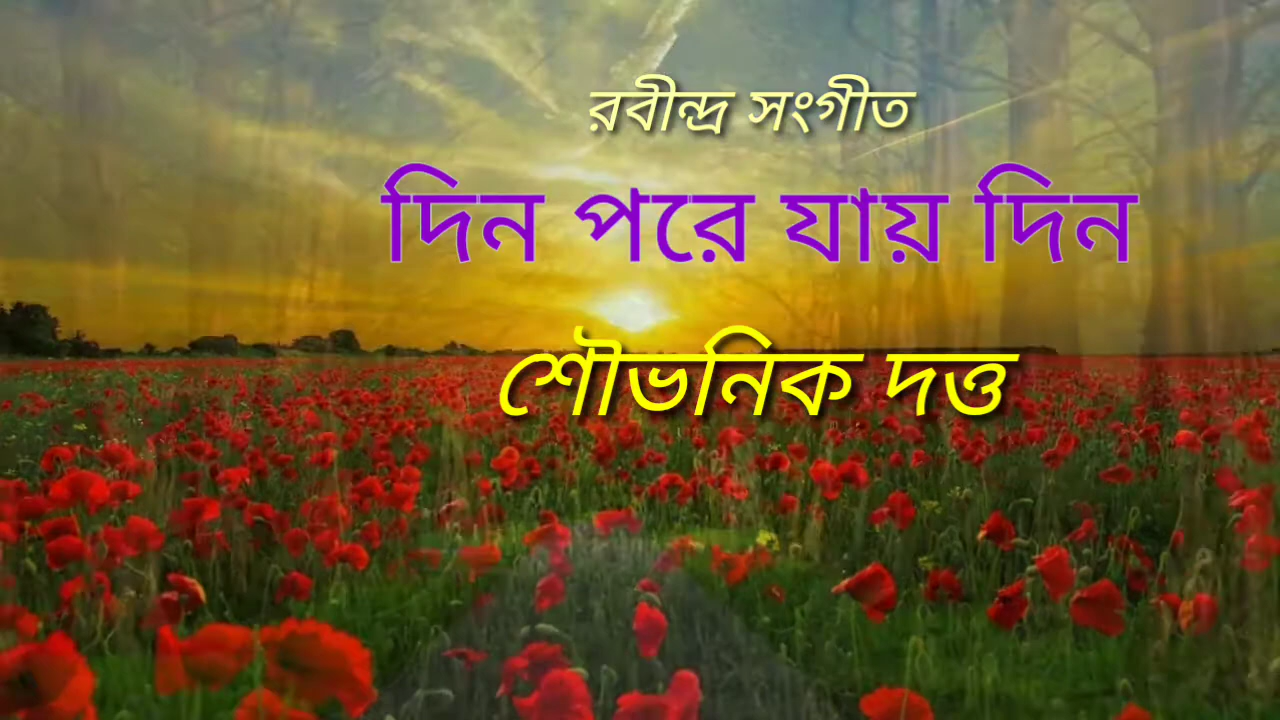 রবীন্দ্র সংগীত
দিন পরে যায় দিন
শৌভনিক দত্ত